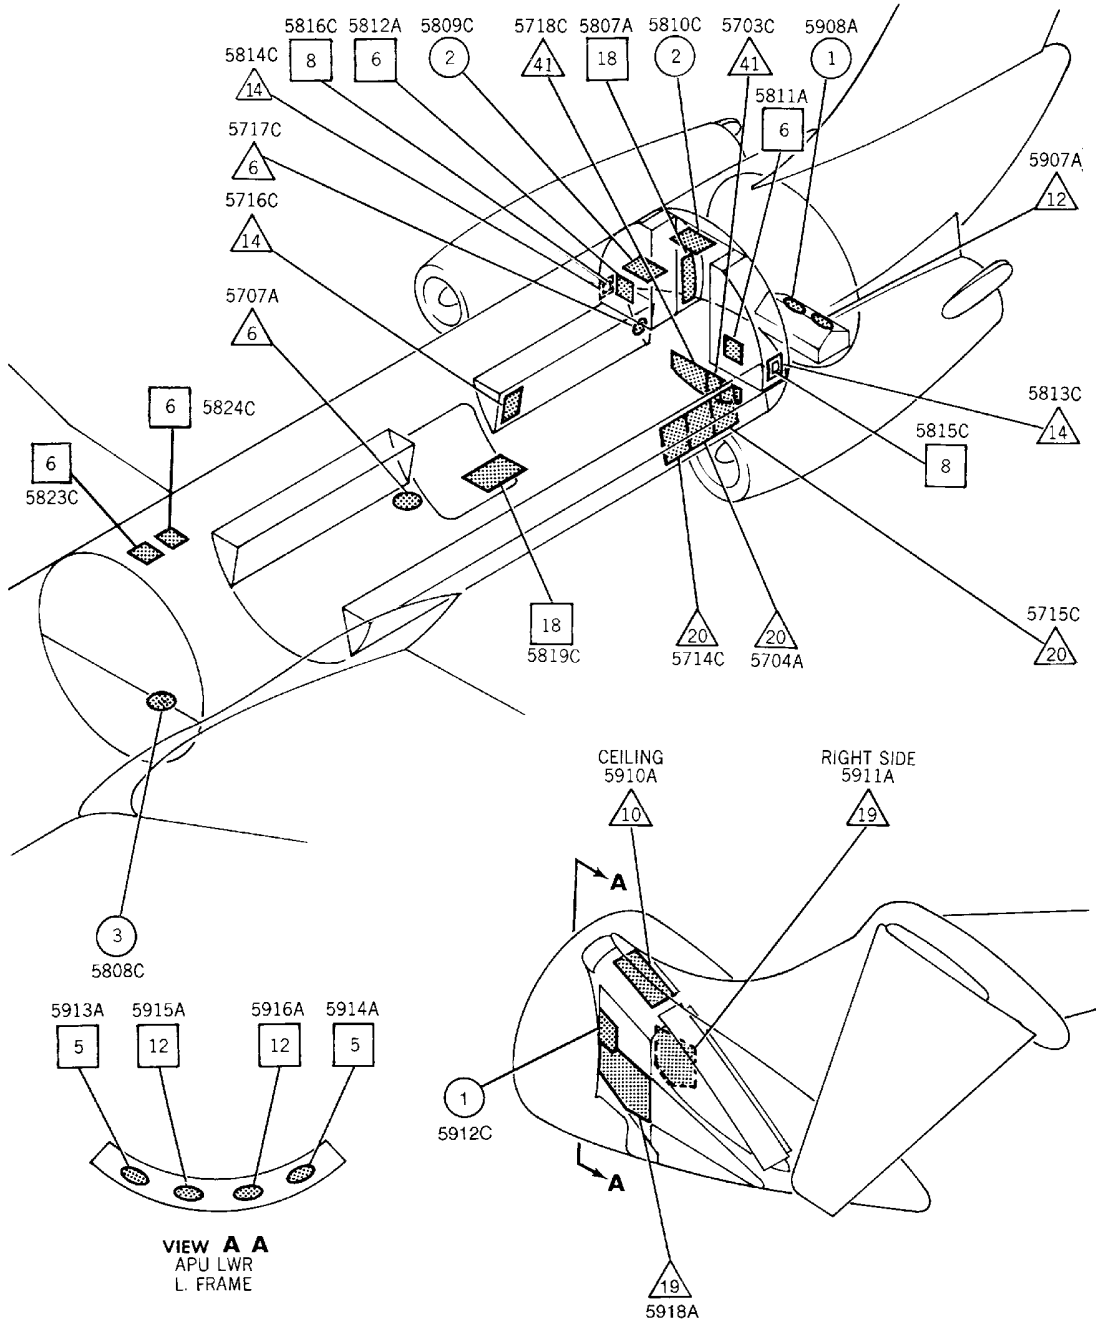 5816C 5812A 5809C 5718C 5807A 5810C 5703C 5908A
8 6 2 41 18 2 41 1
5814C
14
5811A
6
5717C
6
5907A
12
5716C
14
5707A
6
6 5824C
6
5823C
5813C
14
5815C
8
18
5819C
20
5714C
20
5704A
5715C
20
3
5808C
CEILING
5910A
10
RIGHT SIDE
5911A
19
A
5913A 5915A 5916A 5914A
5 12 12 5
1
5912C
A
VIEW A A
APU LWR
L. FRAME
19
5918A